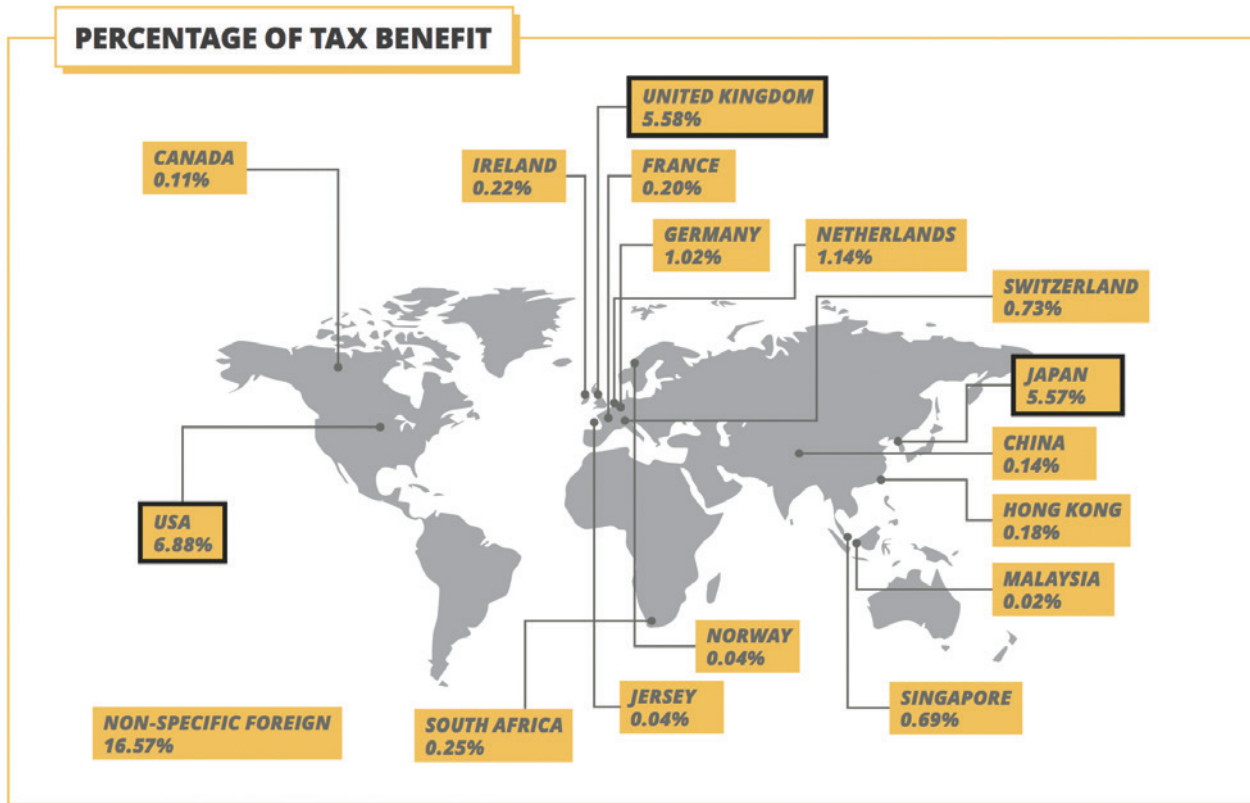 PERCENTAGE OF TAX BENEFIT
UNITED KINGDOM
5.58%
CANADA
0.11%
IRELAND
0.22%
FRANCE
0.20%
GERMANY
1.02%
NETHERLANDS
1.14%
SWITZERLAND
0.73%
JAPAN
5.57%
CHINA
0.14%
USA
6.88%
HONG KONG
0.18%
MALAYSIA
0.02%
NORWAY
0.04%
JERSEY
0.04%
SINGAPORE
0.69%
NON-SPECIFIC FOREIGN
16.57%
SOUTH AFRICA
0.25%